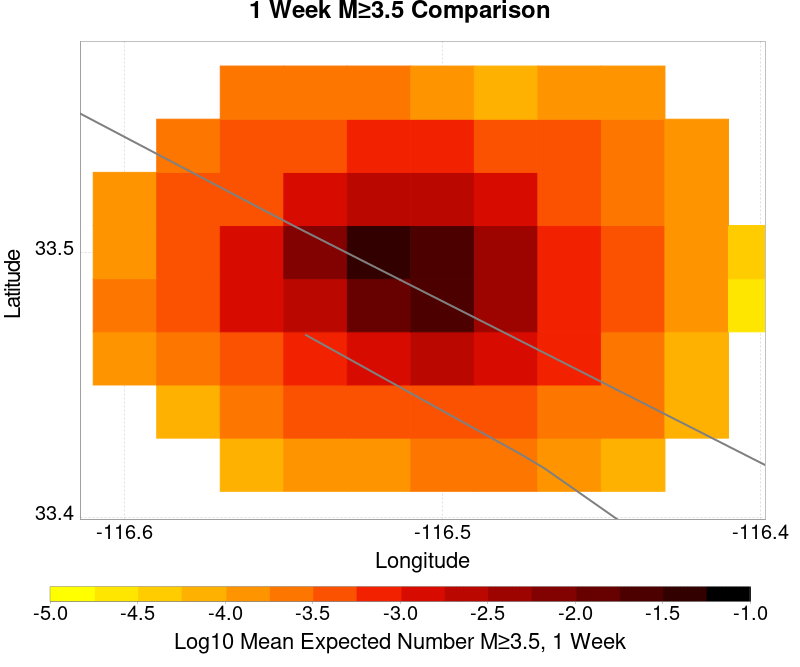 1 Week M≥3.5 Comparison
Latitude
33.5
33.4
-116.6 -116.5 -116.4
Longitude
-5.0 -4.5 -4.0 -3.5 -3.0 -2.5 -2.0 -1.5 -1.0
Log10 Mean Expected Number M≥3.5, 1 Week